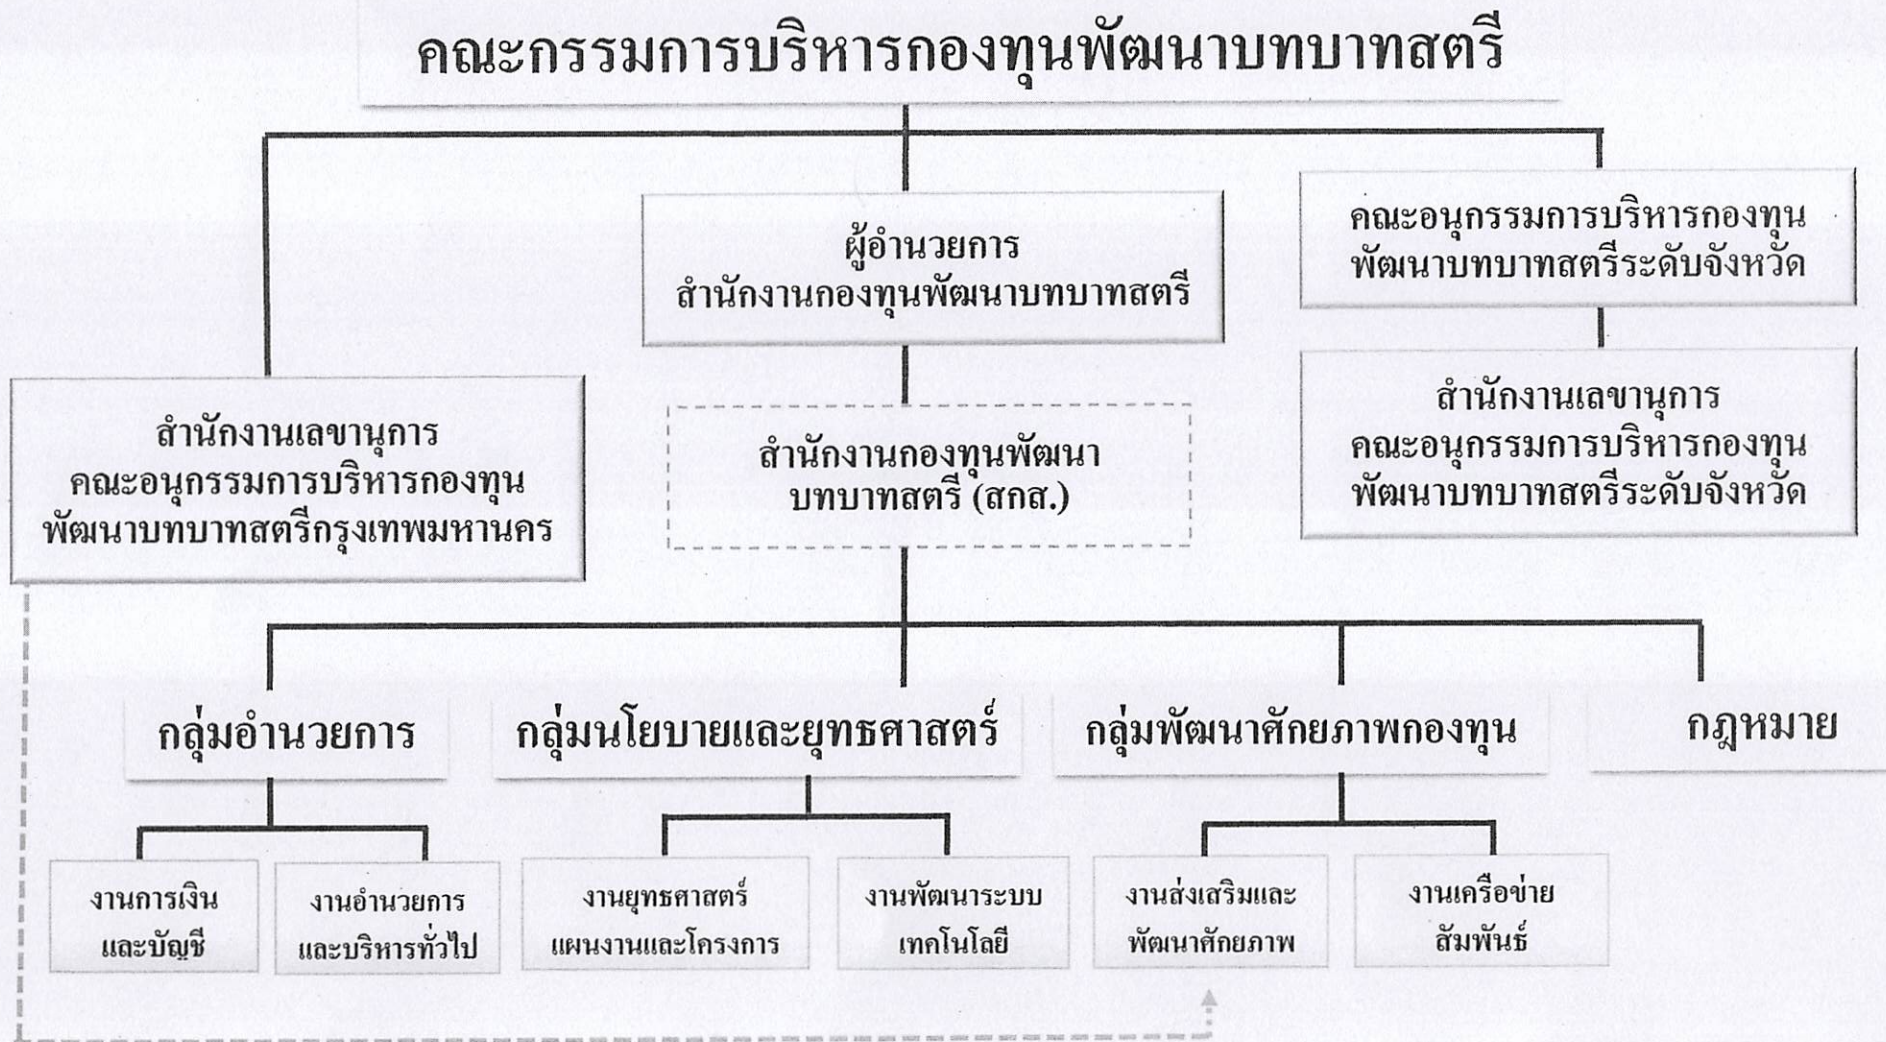 คณะกรรมการบริหารกองทุนพัฒนาบทบาทสตรี
ผู้อำนวยการ
สำนักงานกองทุนพัฒนาบทบาทสตรี
คณะอนุกรรมการบริหารกองทุน
พัฒนาบทบาทสตรีระดับจังหวัด
สำนักงานเลขานุการ
คณะอนุกรรมการบริหารกองทุน
พัฒนาบทบาทสตรีกรุงเทพมหานคร
สำนักงานกองทุนพัฒนา
บทบาทสตรี (สกส.)
สำนักงานเลขานุการ
คณะอนุกรรมการบริหารกองทุน
พัฒนาบทบาทสตรีระดับจังหวัด
กลุ่มอำนวยการ
กลุ่มนโยบายและยุทธศาสตร์
กลุ่มพัฒนาศักยภาพกองทุน
กฎหมาย
งานการเงิน
และบัญชี
งานอำนวยการ
และบริหารทั่วไป
งานยุทธศาสตร์
แผนงานและโครงการ
งานพัฒนาระบบ
เทคโนโลยี
งานส่งเสริมและ
พัฒนาศักยภาพ
งานเครือข่าย
สัมพันธ์